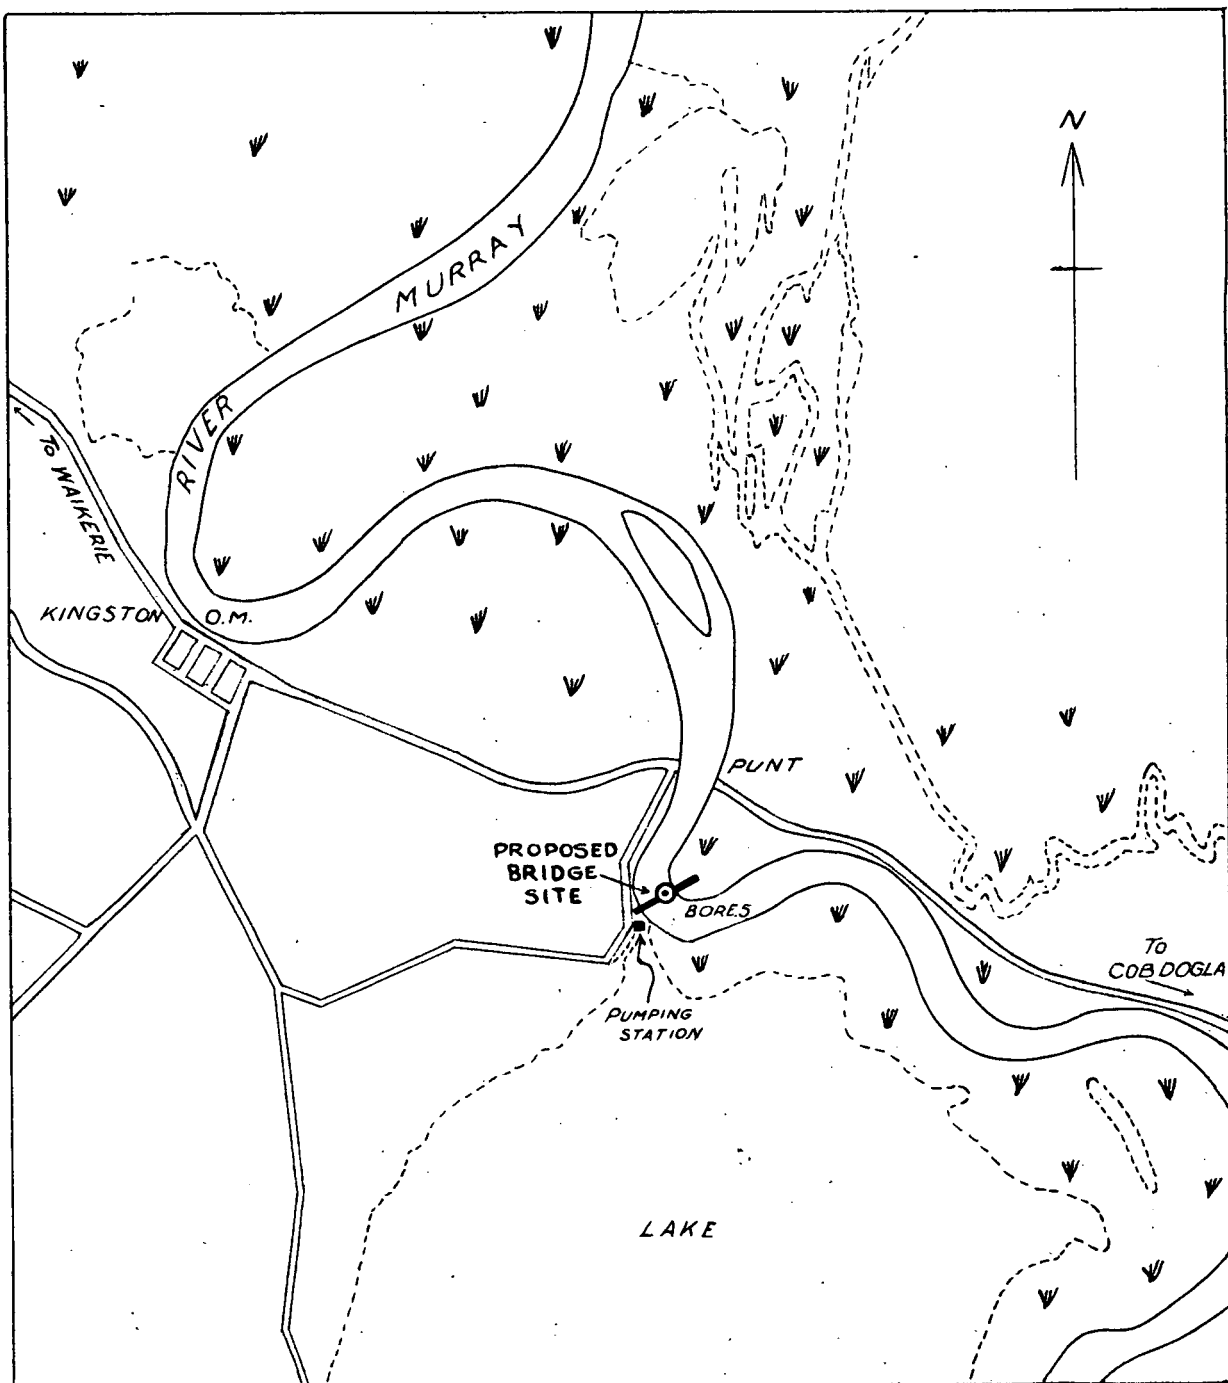 N
RIVER MURRAY
To WAIKERIE
KINGSTON O.M.
PUNT
PROPOSED
BRIDGE
SITE
BORES
To
COBDOGLA
PUMPING
STATION
LAKE